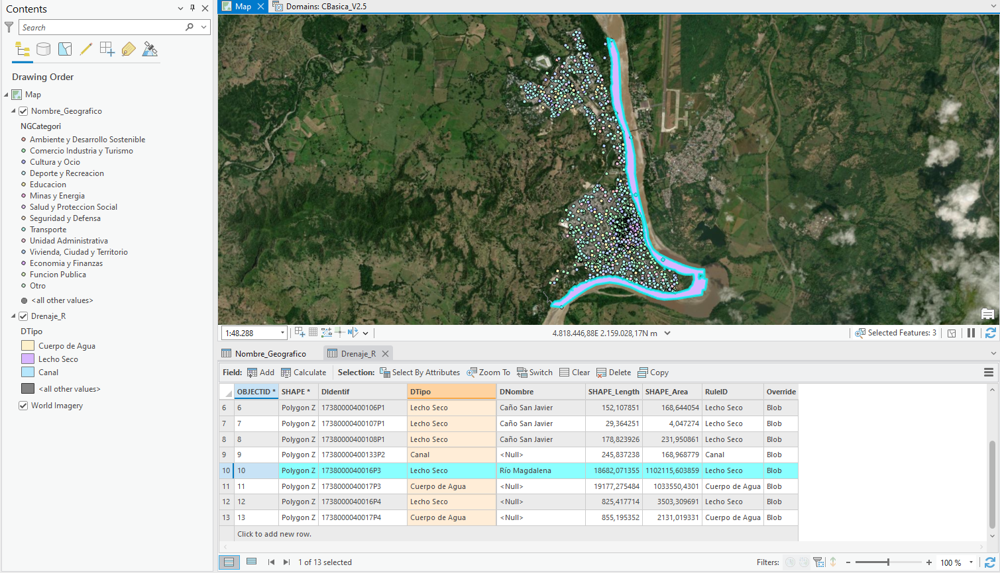 Contents
Search
Drawing Order
Map
Nombre_Geografico
NGCategori
Ambiente y Desarrollo Sostenible
Comercio Industria y Turismo
Cultura y Ocio
Deporte y Recreacion
Educacion
Minas y Energia
Salud y Proteccion Social
Seguridad y Defensa
Transporte
Unidad Administrativa
Vivienda, Ciudad y Territorio
Economia y Finanzas
Funcion Publica
Otro
<all other values>
Drenaje_R
DTipo
Cuerpo de Agua
Lecho Seco
Canal
<all other values>
World Imagery
Map Domains: CBasica_V2.5
1:48.288 4.818.446,88E 2.159.028,17N m Selected Features: 3
Nombre_Geografico Drenaje_R
Field: Add Calculate Selection: Select By Attributes Zoom To Switch Clear Delete Copy
OBJECTID * SHAPE * DIdentif DTipo DNombre SHAPE_Length SHAPE_Area RuleID Override
6 6 Polygon Z 17380000400106P1 Lecho Seco Caño San Javier 152,107851 168,644054 Lecho Seco Blob
7 7 Polygon Z 17380000400107P1 Lecho Seco Caño San Javier 29,364251 4,047274 Lecho Seco Blob
8 8 Polygon Z 17380000400108P1 Lecho Seco Caño San Javier 178,823926 231,950861 Lecho Seco Blob
9 9 Polygon Z 17380000400133P2 Canal <Null> 245,837238 168,968779 Canal Blob
10 10 Polygon Z 1738000040016P3 Lecho Seco Río Magdalena 18682,071355 1102115,603859 Lecho Seco Blob
11 11 Polygon Z 1738000040017P3 Cuerpo de Agua <Null> 19177,275484 1033550,4301 Cuerpo de Agua Blob
12 12 Polygon Z 1738000040016P4 Lecho Seco <Null> 825,417714 3503,309691 Lecho Seco Blob
13 13 Polygon Z 1738000040017P4 Cuerpo de Agua <Null> 855,195352 2131,019331 Cuerpo de Agua Blob
Click to add new row.
1 of 13 selected Filters: 100 %